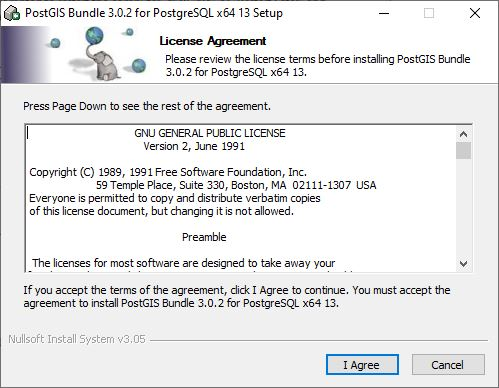 PostGIS Bundle 3.0.2 for PostgreSQL x64 13 Setup
License Agreement
Please review the license terms before installing PostGIS Bundle
3.0.2 for PostgreSQL x64 13.
Press Page Down to see the rest of the agreement.
GNU GENERAL PUBLIC LICENSE
Version 2, June 1991
Copyright (C) 1989, 1991 Free Software Foundation, Inc.
59 Temple Place, Suite 330, Boston, MA 02111-1307 USA
Everyone is permitted to copy and distribute verbatim copies
of this license document, but changing it is not allowed.
Preamble
The licenses for most software are designed to take away your
If you accept the terms of the agreement, click I Agree to continue. You must accept the
agreement to install PostGIS Bundle 3.0.2 for PostgreSQL x64 13.
Nullsoft Install System v3.05
I Agree
Cancel